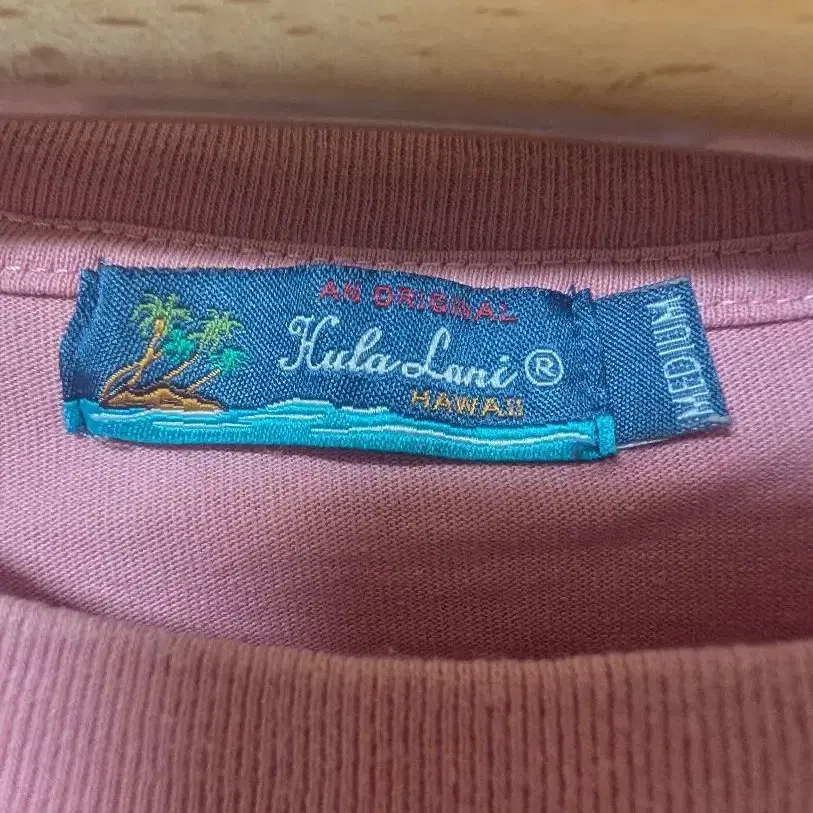 AN ORIGINAL
Hula Lani ®
HAWAII
MEDIUM